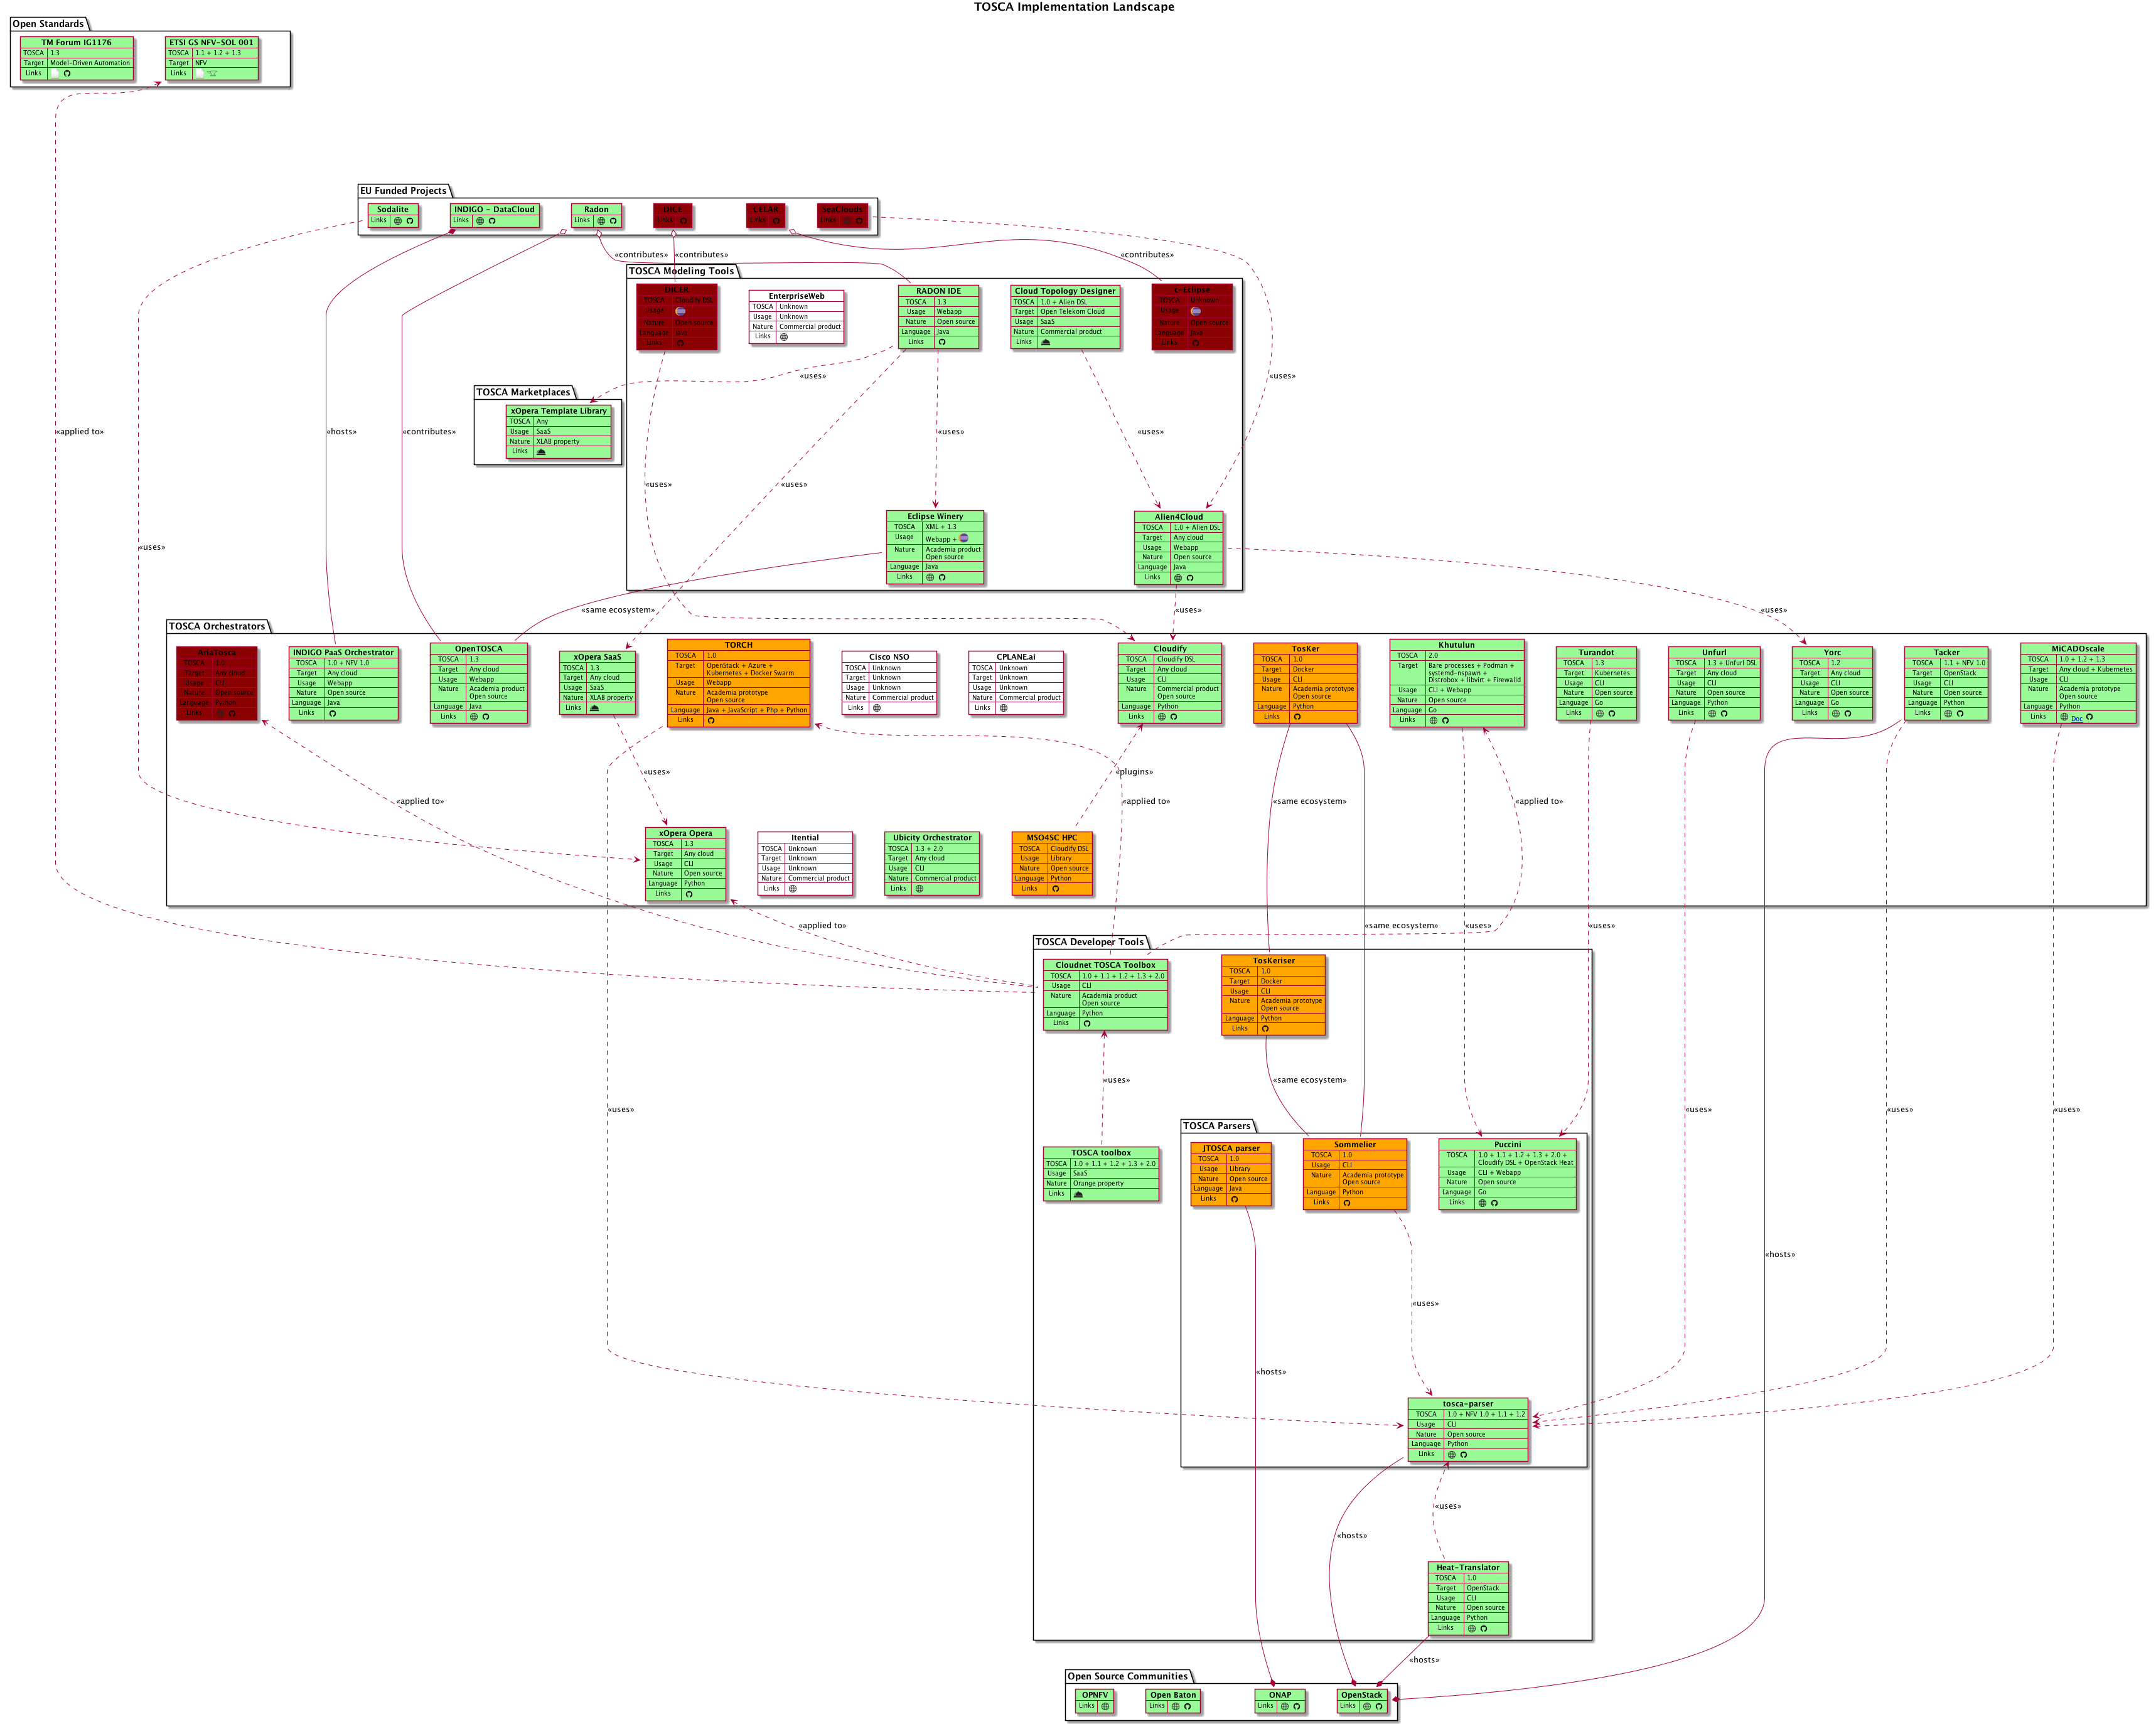 TOSCA Implementation Landscape
Open Standards
TM Forum IG1176
TOSCA 1.3
Target Model-Driven Automation
Links
ETSI GS NFV-SOL 001
TOSCA 1.1 + 1.2 + 1.3
Target NFV
Links
EU Funded Projects
Sodalite
Links
INDIGO - DataCloud
Links
Radon
Links
DICE
Links
CELAR
Links
SeaClouds
Links
«contributes»
«contributes»
«contributes»
TOSCA Modeling Tools
DICER
TOSCA Cloudify DSL
Usage
Nature Open source
Language Java
Links
EnterpriseWeb
TOSCA Unknown
Usage Unknown
Nature Commercial product
Links
RADON IDE
TOSCA 1.3
Usage Webapp
Nature Open source
Language Java
Links
Cloud Topology Designer
TOSCA 1.0 + Alien DSL
Target Open Telekom Cloud
Usage SaaS
Nature Commercial product
Links
c-Eclipse
TOSCA Unknown
Usage
Nature Open source
Language Java
Links
«uses»
«uses»
TOSCA Marketplaces
xOpera Template Library
TOSCA Any
Usage SaaS
Nature XLAB property
Links
«applied to»
«hosts»
«contributes»
«uses»
«uses»
«uses»
«uses»
«uses»
Eclipse Winery
TOSCA XML + 1.3
Usage Webapp +
Nature Academia product
Open source
Language Java
Links
Alien4Cloud
TOSCA 1.0 + Alien DSL
Target Any cloud
Usage Webapp
Nature Open source
Language Java
Links
«same ecosystem»
«uses»
«uses»
TOSCA Orchestrators
AriaTosca
TOSCA 1.0
Target Any cloud
Usage CLI
Nature Open source
Language Python
Links
INDIGO PaaS Orchestrator
TOSCA 1.0 + NFV 1.0
Target Any cloud
Usage Webapp
Nature Open source
Language Java
Links
OpenTOSCA
TOSCA 1.3
Target Any cloud
Usage Webapp
Nature Academia product
Open source
Language Java
Links
xOpera SaaS
TOSCA 1.3
Target Any cloud
Usage SaaS
Nature XLAB property
Links
TORCH
TOSCA 1.0
Target OpenStack + Azure +
Kubernetes + Docker Swarm
Usage Webapp
Nature Academia prototype
Open source
Language Java + JavaScript + Php + Python
Links
Cisco NSO
TOSCA Unknown
Target Unknown
Usage Unknown
Nature Commercial product
Links
CPLANE.ai
TOSCA Unknown
Target Unknown
Usage Unknown
Nature Commercial product
Links
Cloudify
TOSCA Cloudify DSL
Target Any cloud
Usage CLI
Nature Commercial product
Open source
Language Python
Links
TosKer
TOSCA 1.0
Target Docker
Usage CLI
Nature Academia prototype
Open source
Language Python
Links
Khutulun
TOSCA 2.0
Target Bare processes + Podman +
systemd-nspawn +
Distrobox + libvirt + Firewalld
Usage CLI + Webapp
Nature Open source
Language Go
Links
Turandot
TOSCA 1.3
Target Kubernetes
Usage CLI
Nature Open source
Language Go
Links
Unfurl
TOSCA 1.3 + Unfurl DSL
Target Any cloud
Usage CLI
Nature Open source
Language Python
Links
Yorc
TOSCA 1.2
Target Any cloud
Usage CLI
Nature Open source
Language Go
Links
Tacker
TOSCA 1.1 + NFV 1.0
Target OpenStack
Usage CLI
Nature Open source
Language Python
Links
MiCADOscale
TOSCA 1.0 + 1.2 + 1.3
Target Any cloud + Kubernetes
Usage CLI
Nature Academia prototype
Open source
Language Python
Links Doc
«uses»
«plugins»
«applied to»
«applied to»
«same ecosystem»
«applied to»
xOpera Opera
TOSCA 1.3
Target Any cloud
Usage CLI
Nature Open source
Language Python
Links
Itential
TOSCA Unknown
Target Unknown
Usage Unknown
Nature Commercial product
Links
Ubicity Orchestrator
TOSCA 1.3 + 2.0
Target Any cloud
Usage CLI
Nature Commercial product
Links
MSO4SC HPC
TOSCA Cloudify DSL
Usage Library
Nature Open source
Language Python
Links
«applied to»
«same ecosystem»
«uses»
«uses»
TOSCA Developer Tools
Cloudnet TOSCA Toolbox
TOSCA 1.0 + 1.1 + 1.2 + 1.3 + 2.0
Usage CLI
Nature Academia product
Open source
Language Python
Links
TosKeriser
TOSCA 1.0
Target Docker
Usage CLI
Nature Academia prototype
Open source
Language Python
Links
«uses»
«same ecosystem»
«uses»
«uses»
«uses»
«uses»
TOSCA Parsers
TOSCA toolbox
TOSCA 1.0 + 1.1 + 1.2 + 1.3 + 2.0
Usage SaaS
Nature Orange property
Links
JTOSCA parser
TOSCA 1.0
Usage Library
Nature Open source
Language Java
Links
Sommelier
TOSCA 1.0
Usage CLI
Nature Academia prototype
Open source
Language Python
Links
Puccini
TOSCA 1.0 + 1.1 + 1.2 + 1.3 + 2.0 +
Cloudify DSL + OpenStack Heat
Usage CLI + Webapp
Nature Open source
Language Go
Links
«hosts»
«uses»
«hosts»
tosca-parser
TOSCA 1.0 + NFV 1.0 + 1.1 + 1.2
Usage CLI
Nature Open source
Language Python
Links
«uses»
«hosts»
Heat-Translator
TOSCA 1.0
Target OpenStack
Usage CLI
Nature Open source
Language Python
Links
«hosts»
Open Source Communities
OPNFV
Links
Open Baton
Links
ONAP
Links
OpenStack
Links